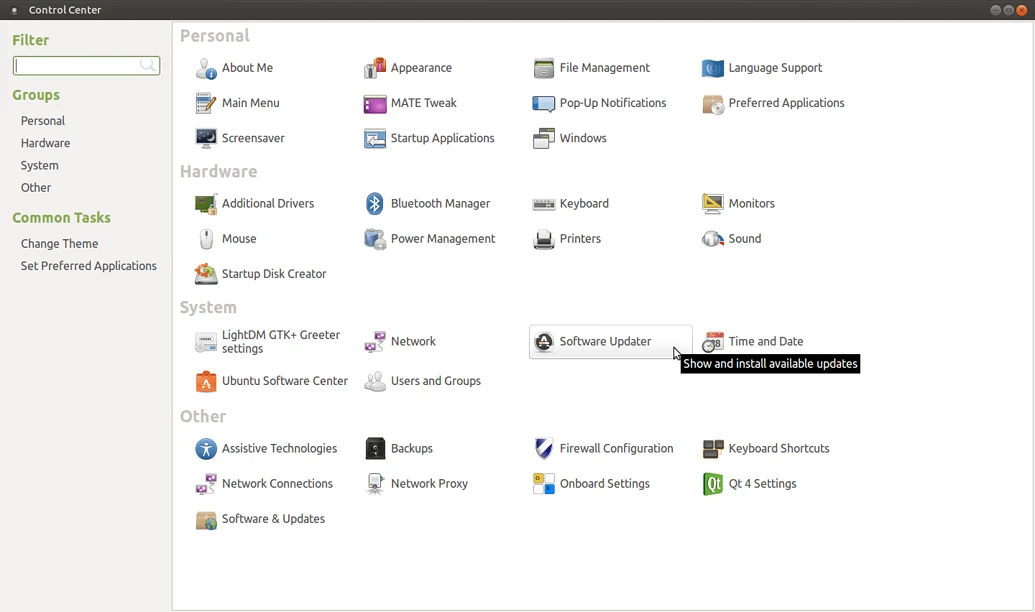 Control Center
Filter
Groups
Personal
Hardware
System
Other
Common Tasks
Change Theme
Set Preferred Applications
Personal
About Me
Appearance
File Management
Language Support
Main Menu
MATE Tweak
Pop-Up Notifications
Preferred Applications
Screensaver
Startup Applications
Windows
Hardware
Additional Drivers
Bluetooth Manager
Keyboard
Monitors
Mouse
Power Management
Printers
Sound
Startup Disk Creator
System
LightDM GTK+ Greeter
settings
Network
Software Updater
Time and Date
Show and install available updates
Ubuntu Software Center
Users and Groups
Other
Assistive Technologies
Backups
Firewall Configuration
Keyboard Shortcuts
Network Connections
Network Proxy
Onboard Settings
Qt 4 Settings
Software & Updates